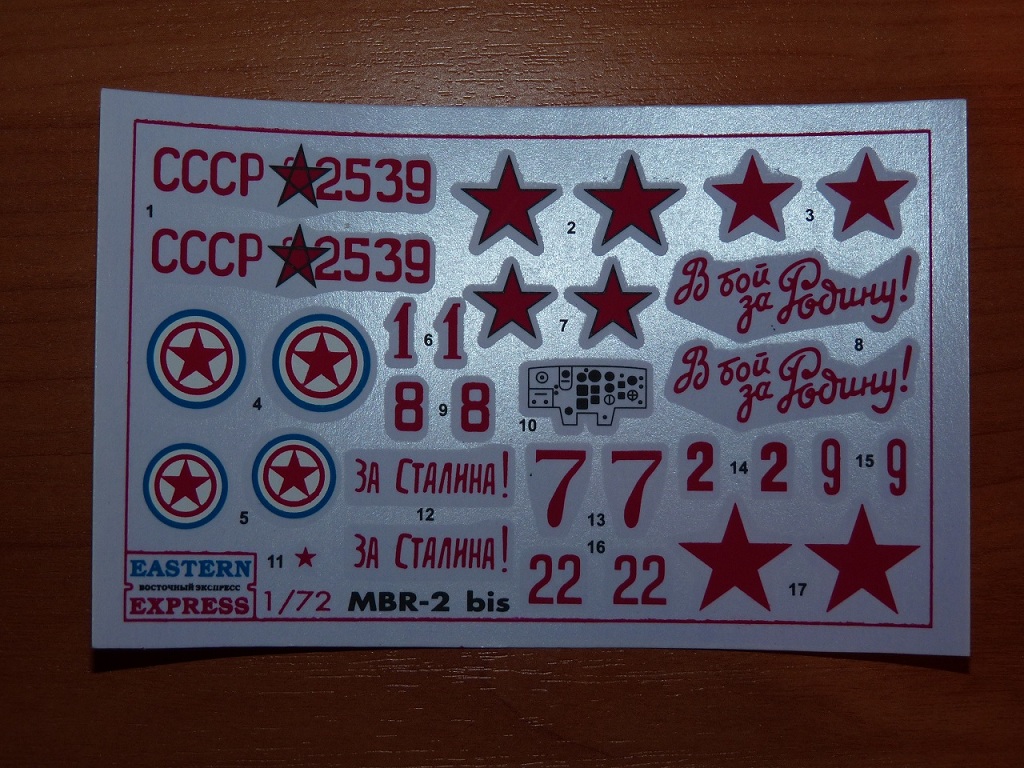 СССР 2539
1
2
3
СССР 2539
В бой
за Родину!
1 6 1
7
8
4
В бой
за Родину!
8 9 8
10
5
ЗА СТАЛИНА!
12
7 13 7
2 14 2
9 15 9
11
ЗА СТАЛИНА!
16
22 22
17
EASTERN
ВОСТОЧНЫЙ ЭКСПРЕСС
EXPRESS
1/72 MBR-2 bis